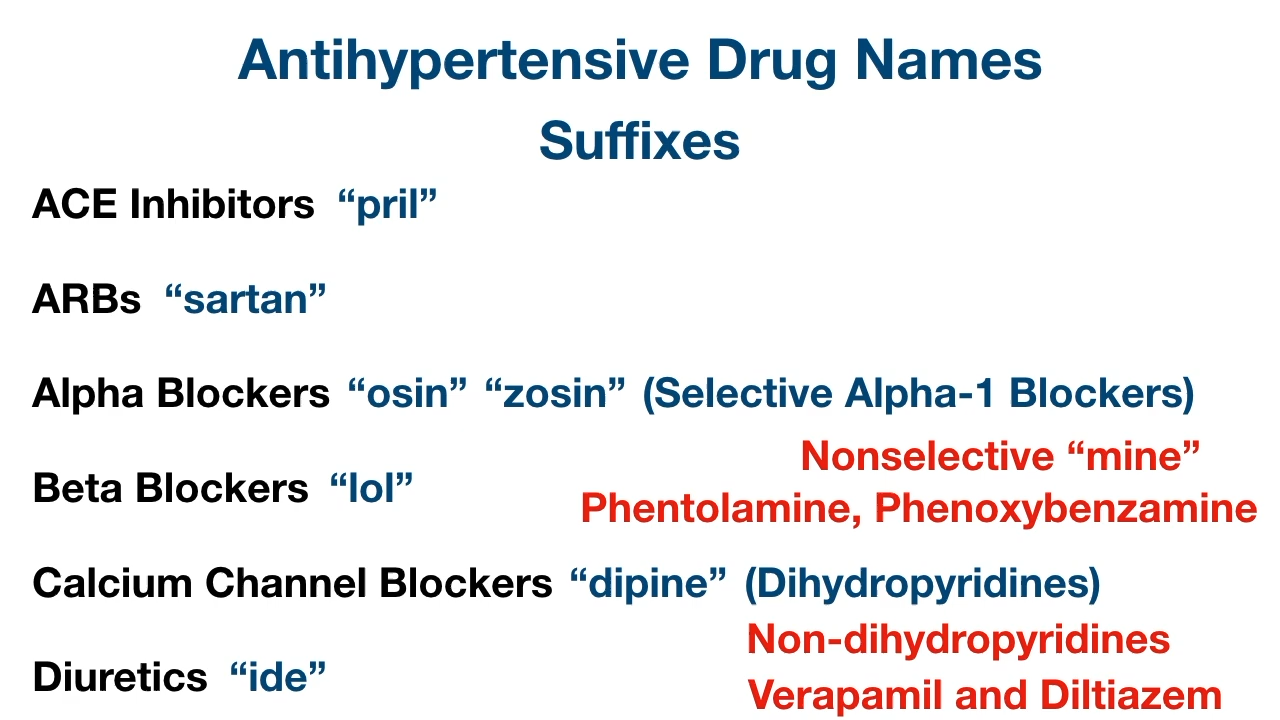 Antihypertensive Drug Names
Suffixes
ACE Inhibitors “pril”
ARBs “sartan”
Alpha Blockers “osin” “zosin” (Selective Alpha-1 Blockers)
Nonselective “mine”
Beta Blockers “lol”
Phentolamine, Phenoxybenzamine
Calcium Channel Blockers “dipine” (Dihydropyridines)
Non-dihydropyridines
Diuretics “ide”
Verapamil and Diltiazem